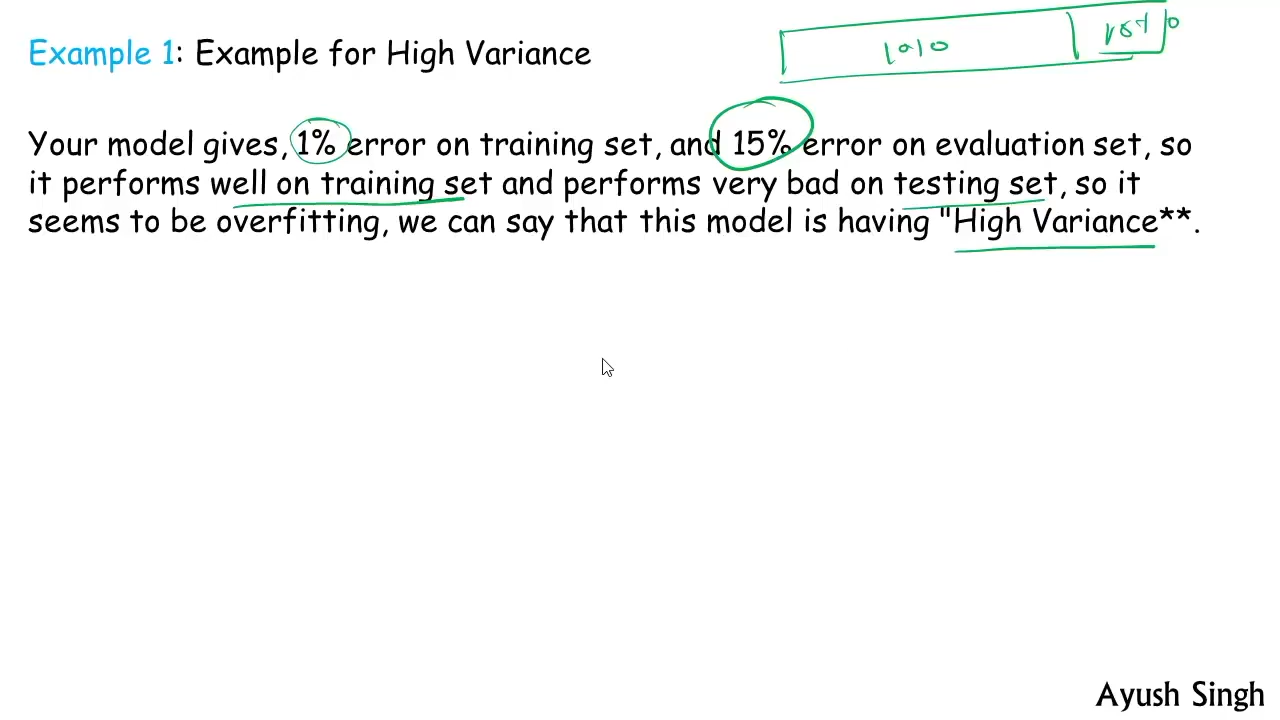 Example 1: Example for High Variance
Your model gives, 1% error on training set, and 15% error on evaluation set, so
it performs well on training set and performs very bad on testing set, so it
seems to be overfitting, we can say that this model is having "High Variance**.
Ayush Singh